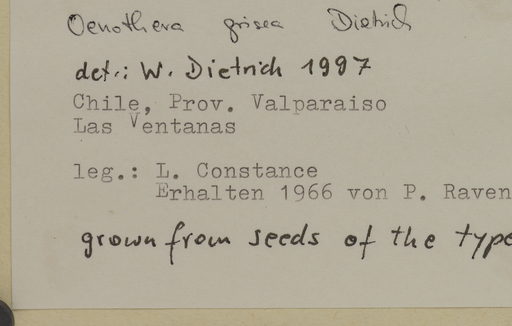 Oenothera grisea Dietrich
det.: W. Dietrich 1997
Chile, Prov. Valparaiso
Las Ventanas
leg.: L. Constance
Erhalten 1966 von P. Raven
grown from seeds of the type